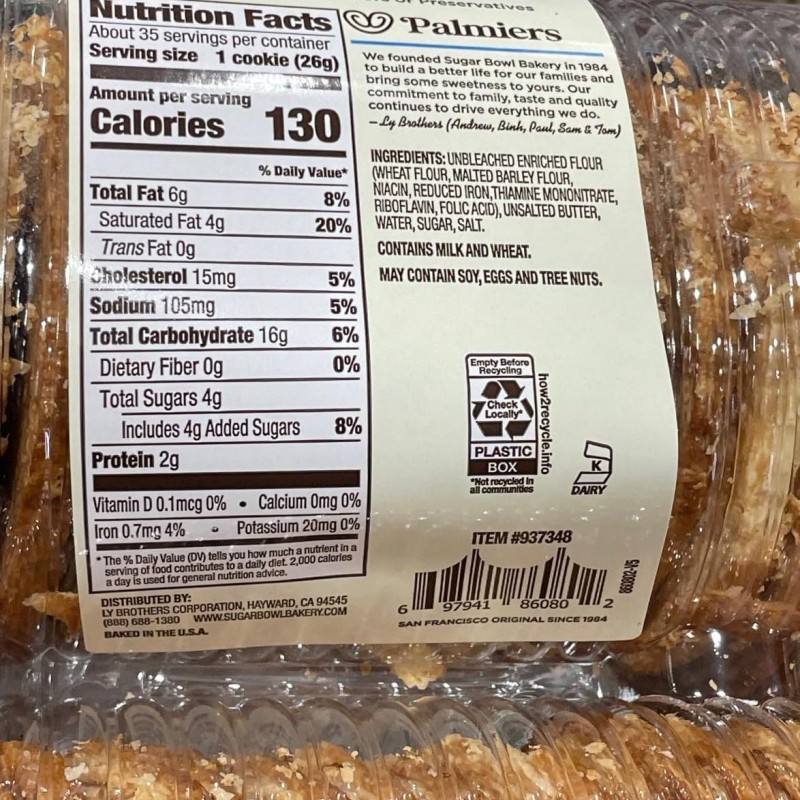 Nutrition Facts
About 35 servings per container
Serving size 1 cookie (26g)
Amount per serving
Calories 130
% Daily Value*
Total Fat 6g 8%
Saturated Fat 4g 20%
Trans Fat 0g
Cholesterol 15mg 5%
Sodium 105mg 5%
Total Carbohydrate 16g 6%
Dietary Fiber 0g 0%
Total Sugars 4g
Includes 4g Added Sugars 8%
Protein 2g
Vitamin D 0.1mcg 0% • Calcium 0mg 0%
Iron 0.7mg 4% • Potassium 20mg 0%
* The % Daily Value (DV) tells you how much a nutrient in a
serving of food contributes to a daily diet. 2,000 calories
a day is used for general nutrition advice.
DISTRIBUTED BY:
LY BROTHERS CORPORATION, HAYWARD, CA 94545
(888) 688-1380 WWW.SUGARBOWLBAKERY.COM
BAKED IN THE U.S.A.
Preservatives
Palmiers
We founded Sugar Bowl Bakery in 1984
to build a better life for our families and
bring some sweetness to yours. Our
commitment to family, taste and quality
continues to drive everything we do.
—Ly Brothers (Andrew, Binh, Paul, Sam & Tom)
INGREDIENTS: UNBLEACHED ENRICHED FLOUR
(WHEAT FLOUR, MALTED BARLEY FLOUR,
NIACIN, REDUCED IRON, THIAMINE MONONITRATE,
RIBOFLAVIN, FOLIC ACID), UNSALTED BUTTER,
WATER, SUGAR, SALT.
CONTAINS MILK AND WHEAT.
MAY CONTAIN SOY, EGGS AND TREE NUTS.
Empty Before
Recycling
Check
Locally*
PLASTIC
BOX
*Not recycled in
all communities
how2recycle.info
K
DAIRY
ITEM #937348
6 97941 86080 2
SAN FRANCISCO ORIGINAL SINCE 1984